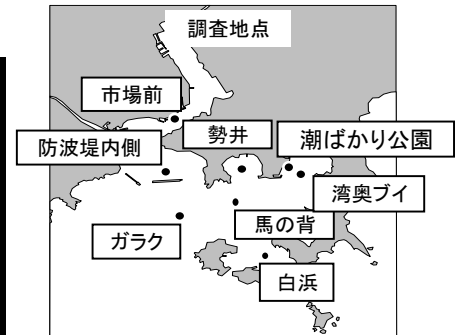 調査地点
市場前
勢井
潮ばかり公園
防波堤内側
湾奥ブイ
馬の背
ガラク
白浜